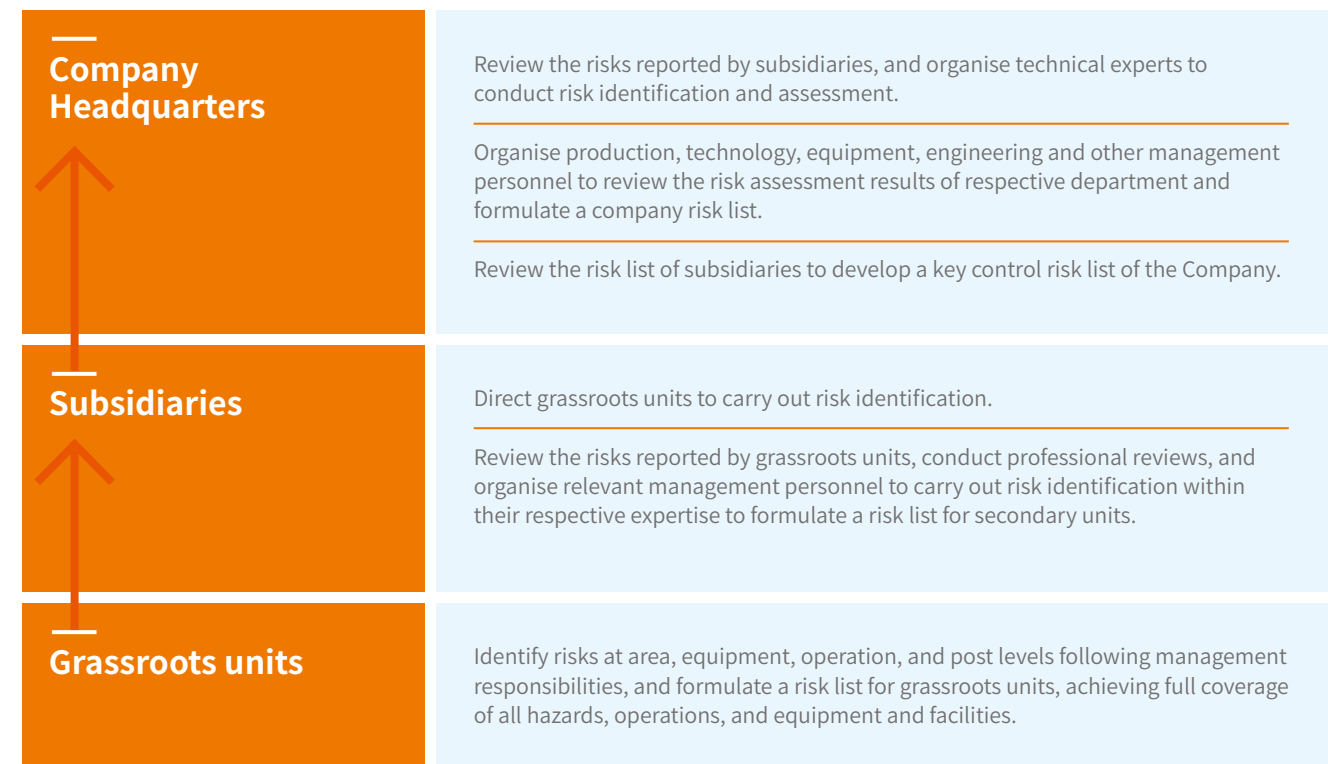 Company
Headquarters
Review the risks reported by subsidiaries, and organise technical experts to
conduct risk identification and assessment.
Organise production, technology, equipment, engineering and other management
personnel to review the risk assessment results of respective department and
formulate a company risk list.
Review the risk list of subsidiaries to develop a key control risk list of the Company.
Subsidiaries
Direct grassroots units to carry out risk identification.
Review the risks reported by grassroots units, conduct professional reviews, and
organise relevant management personnel to carry out risk identification within
their respective expertise to formulate a risk list for secondary units.
Grassroots units
Identify risks at area, equipment, operation, and post levels following management
responsibilities, and formulate a risk list for grassroots units, achieving full coverage
of all hazards, operations, and equipment and facilities.